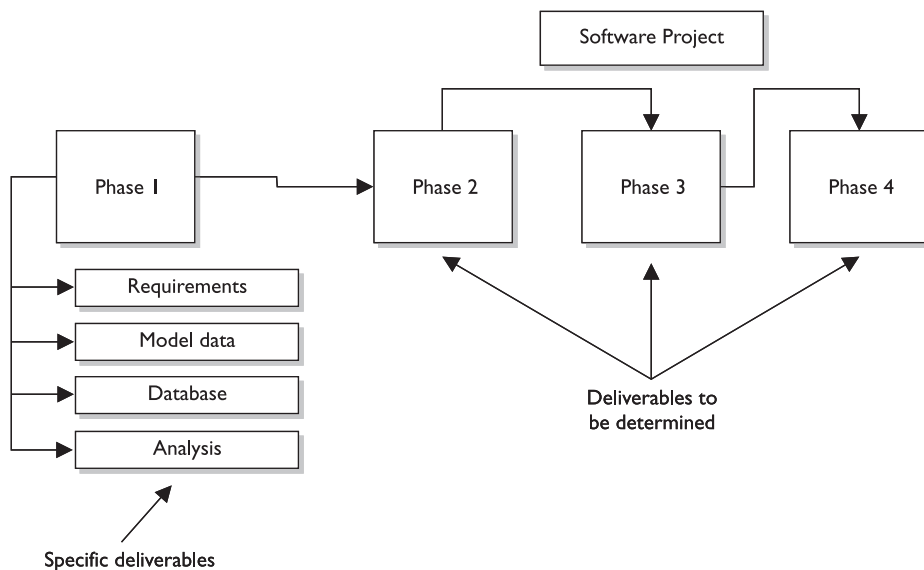 Software Project
Phase 1
Phase 2
Phase 3
Phase 4
Requirements
Model data
Database
Analysis
Deliverables to
be determined
Specific deliverables